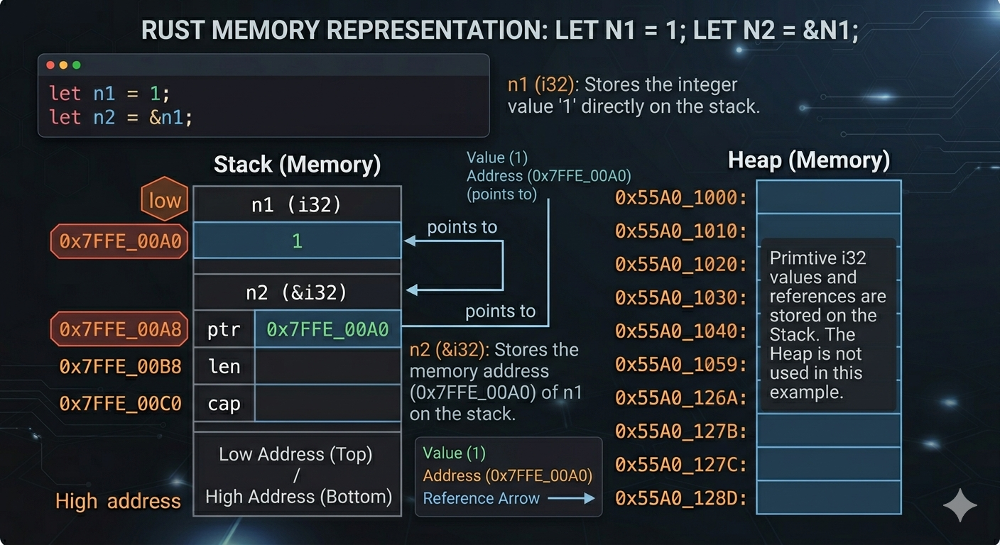 RUST MEMORY REPRESENTATION: LET N1 = 1; LET N2 = &N1;
let n1 = 1;
let n2 = &n1;
n1 (i32): Stores the integer
value '1' directly on the stack.
Stack (Memory)
low
n1 (i32)
0x7FFE_00A0
1
n2 (&i32)
0x7FFE_00A8
ptr
0x7FFE_00A0
0x7FFE_00B8
len
0x7FFE_00C0
cap
Low Address (Top)
/
High Address (Bottom)
High address
Value (1)
Address (0x7FFE_00A0)
(points to)
points to
points to
n2 (&i32): Stores the
memory address
(0x7FFE_00A0) of n1
on the stack.
Value (1)
Address (0x7FFE_00A0)
Reference Arrow
Heap (Memory)
0x55A0_1000:
0x55A0_1010:
0x55A0_1020:
0x55A0_1030:
0x55A0_1040:
0x55A0_1059:
0x55A0_126A:
0x55A0_127B:
0x55A0_127C:
0x55A0_128D:
Primtive i32
values and
references are
stored on the
Stack. The
Heap is not
used in this
example.